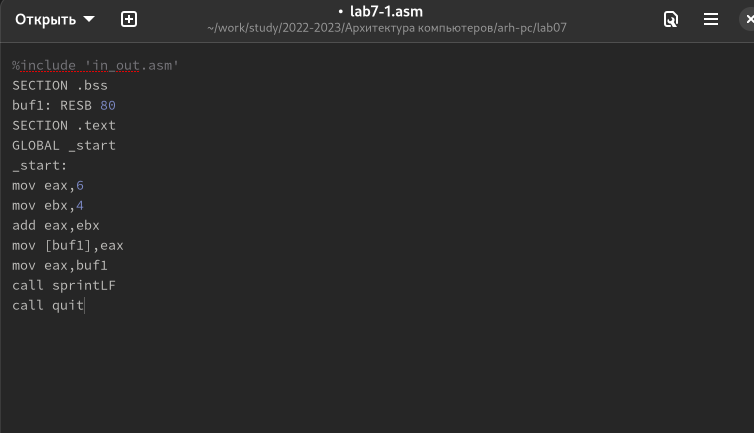 Открыть
• lab7-1.asm
~/work/study/2022-2023/Архитектура компьютеров/arh-pc/lab07
%include 'in_out.asm'
SECTION .bss
buf1: RESB 80
SECTION .text
GLOBAL _start
_start:
mov eax,6
mov ebx,4
add eax,ebx
mov [buf1],eax
mov eax,buf1
call sprintLF
call quit